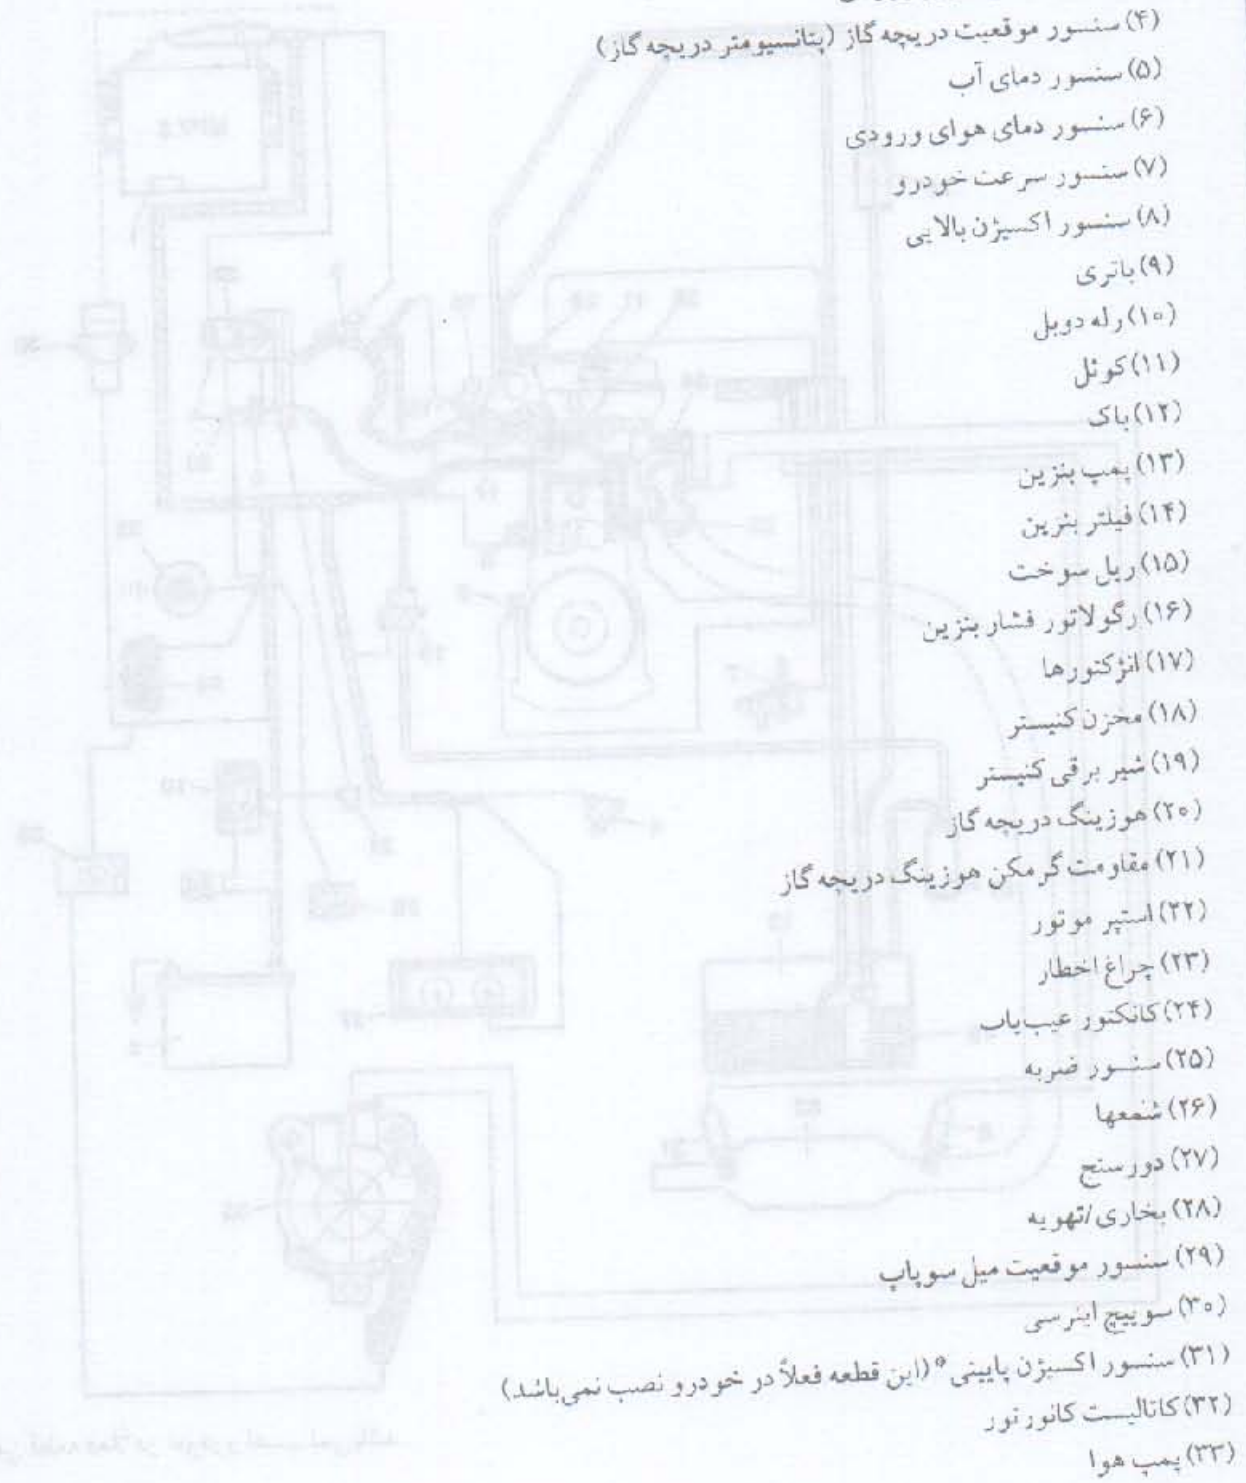 (۴) سنسور موقعیت دریچه گاز (پتانسیومتر دریچه گاز)
(۵) سنسور دمای آب
(۶) سنسور دمای هوای ورودی
(۷) سنسور سرعت خودرو
(۸) سنسور اکسیژن بالایی
(۹) باتری
(۱۰) رله دوبل
(۱۱) کوئل
(۱۲) باک
(۱۳) پمپ بنزین
(۱۴) فیلتر بنزین
(۱۵) ریل سوخت
(۱۶) رگولاتور فشار بنزین
(۱۷) انژکتورها
(۱۸) مخزن کنیستر
(۱۹) شیر برقی کنیستر
(۲۰) هوزینگ دریچه گاز
(۲۱) مقاومت گرمکن هوزینگ دریچه گاز
(۲۲) استپر موتور
(۲۳) چراغ اخطار
(۲۴) کانکتور عیب‌یاب
(۲۵) سنسور ضربه
(۲۶) شمعها
(۲۷) دورسنج
(۲۸) بخاری/تهویه
(۲۹) سنسور موقعیت میل سوپاپ
(۳۰) سوییچ اینرسی
(۳۱) سنسور اکسیژن پایینی * (این قطعه فعلاً در خودرو نصب نمی‌باشد)
(۳۲) کاتالیست کانورتور
(۳۳) پمپ هوا